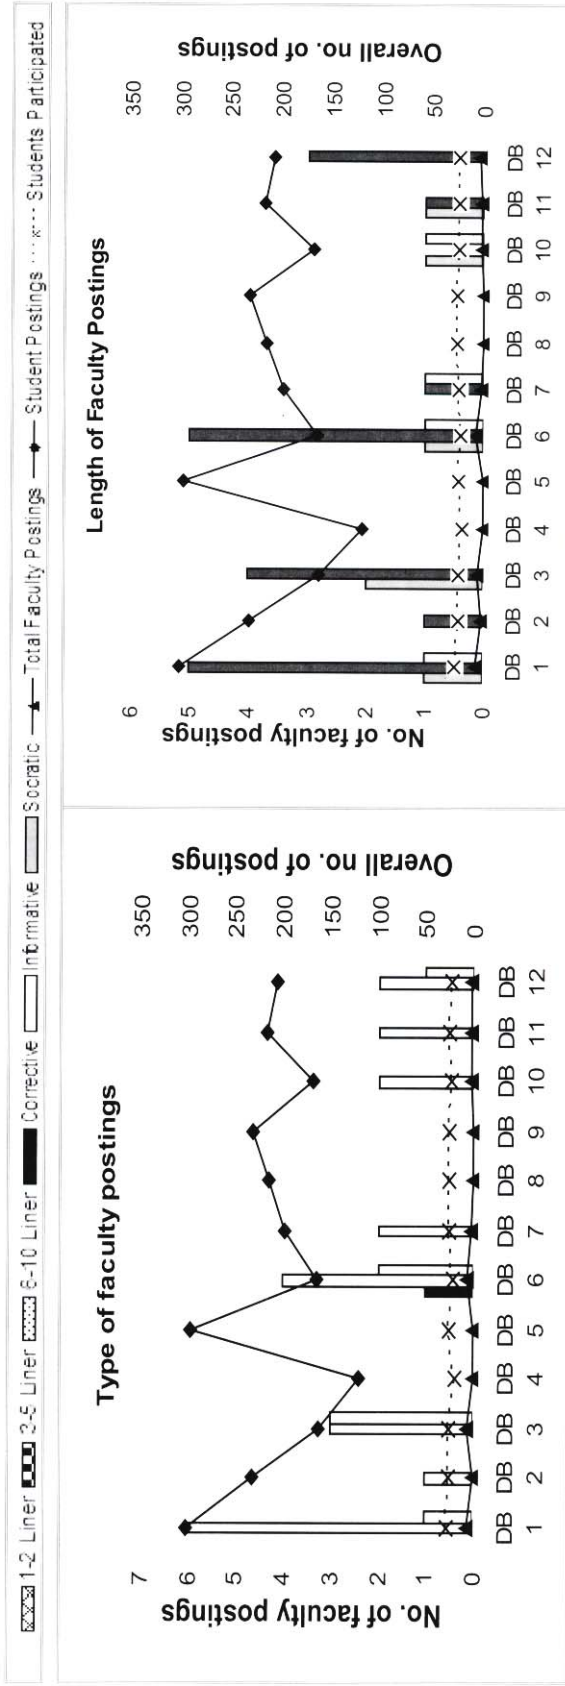 1-2 Liner 3-5 Liner 6-10 Liner Corrective Informative Socratic Total Faculty Postings Student Postings Students Participated
Type of faculty postings
No. of faculty postings
7
6
5
4
3
2
1
0
Overall no. of postings
350
300
250
200
150
100
50
0
DB DB DB DB DB DB DB DB DB DB DB DB
1 2 3 4 5 6 7 8 9 10 11 12
Length of Faculty Postings
No. of faculty postings
6
5
4
3
2
1
0
Overall no. of postings
350
300
250
200
150
100
50
0
DB DB DB DB DB DB DB DB DB DB DB DB
1 2 3 4 5 6 7 8 9 10 11 12